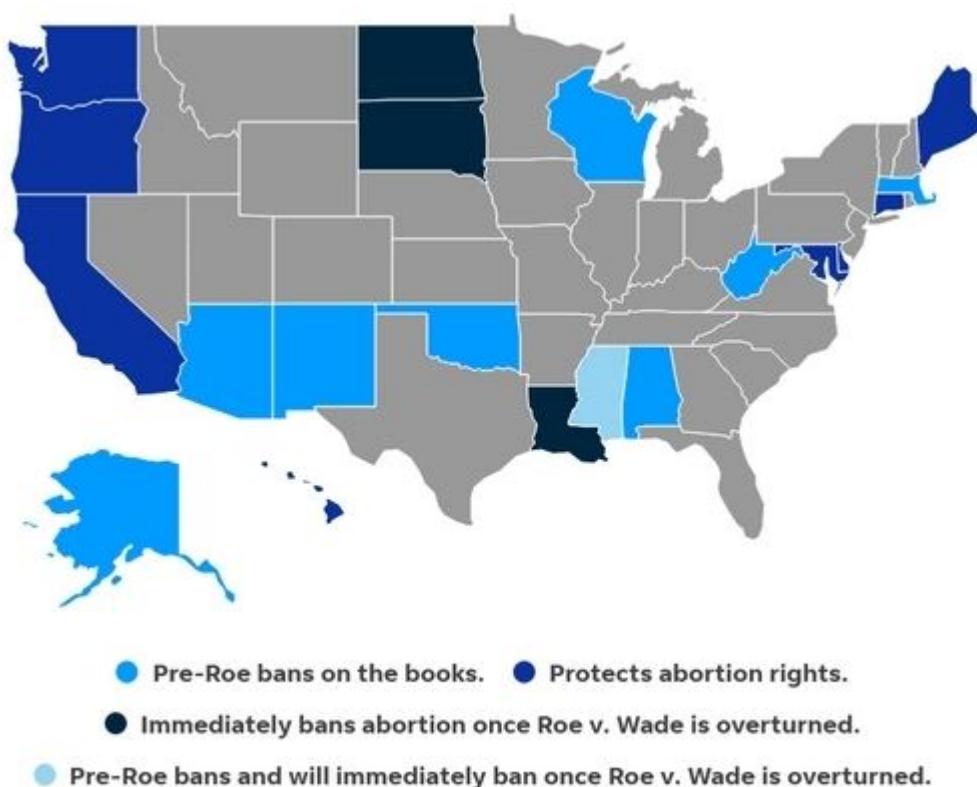 Pre-Roe bans on the books. Protects abortion rights.
Immediately bans abortion once Roe v. Wade is overturned.
Pre-Roe bans and will immediately ban once Roe v. Wade is overturned.